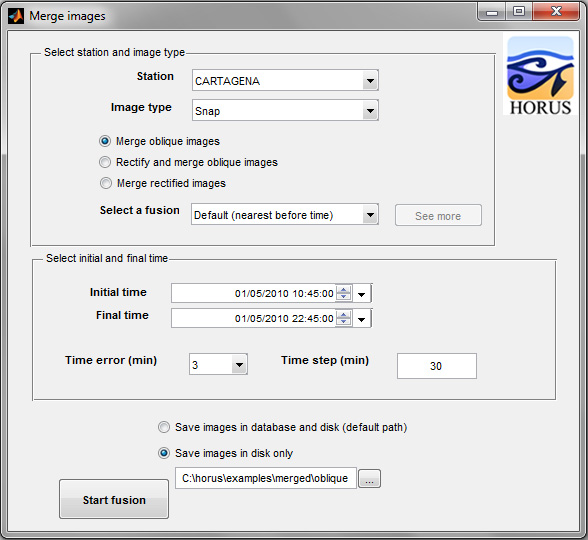 Merge images
Select station and image type
Station CARTAGENA
Image type Snap
HORUS
Merge oblique images
Rectify and merge oblique images
Merge rectified images
Select a fusion Default (nearest before time) See more
Select initial and final time
Initial time 01/05/2010 10:45:00
Final time 01/05/2010 22:45:00
Time error (min) 3 Time step (min) 30
Save images in database and disk (default path)
Save images in disk only
C:\horus\examples\merged\oblique ...
Start fusion